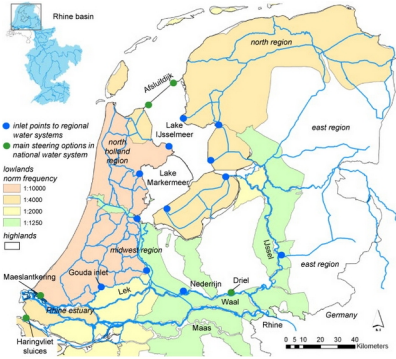 Rhine basin
north region
Afsluitdijk
Lake
IJsselmeer
inlet points to regional
water systems
main steering options in
national water system
lowlands
norm frequency
1:10000
1:4000
1:2000
1:1250
highlands
north
holland
region
Lake
Markermeer
east region
midwest region
Maeslantkering
Gouda inlet
Lek
Nederijn
Driel
IJssel
east region
Rhine estuary
Waal
Maas
Rhine
Germany
Haringvliet
sluices
0 5 10 20 30 40
Kilometers